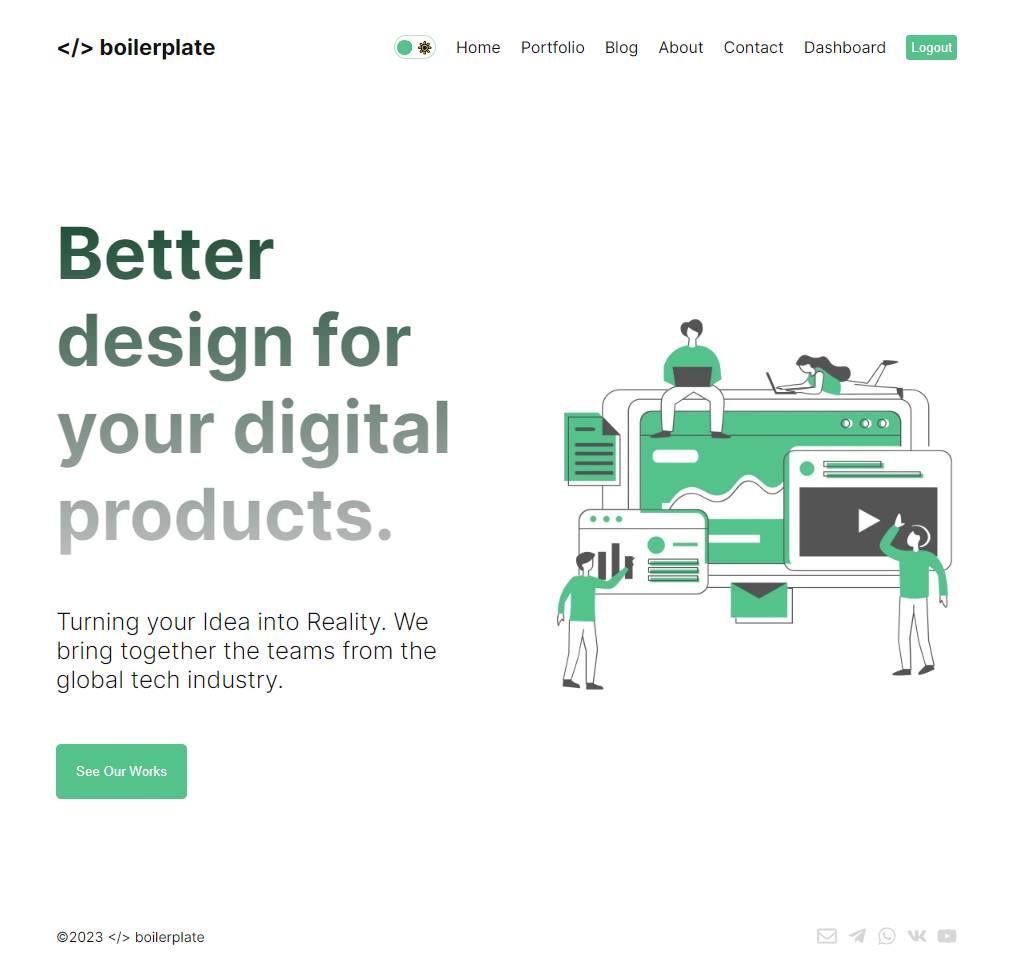 </> boilerplate
Home Portfolio Blog About Contact Dashboard Logout
Better
design for
your digital
products.
Turning your Idea into Reality. We
bring together the teams from the
global tech industry.
See Our Works
©2023 </> boilerplate